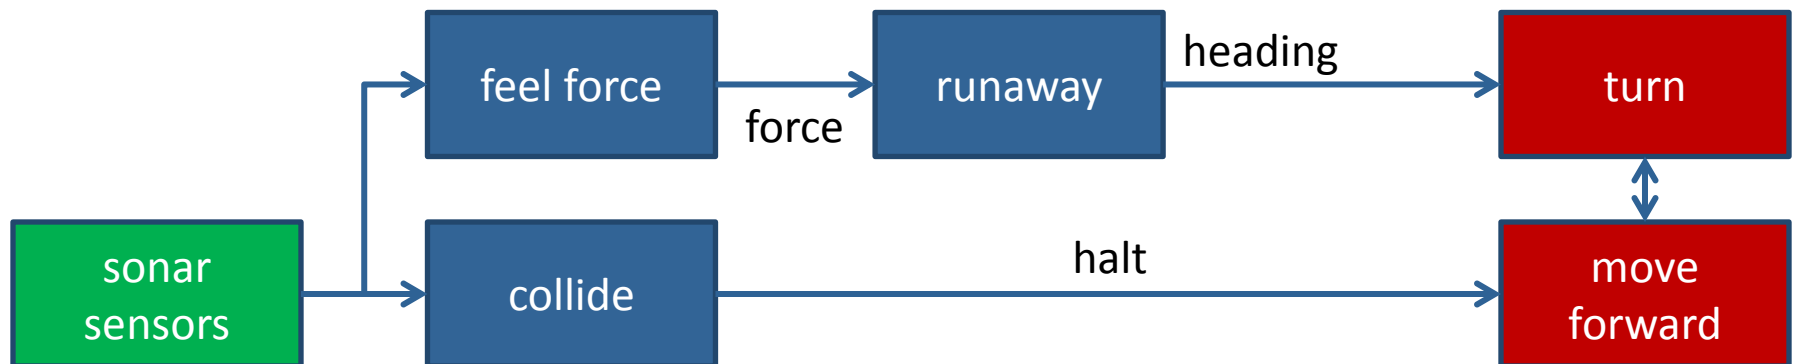 feel force
force
runaway
heading
turn
sonar
sensors
collide
halt
move
forward